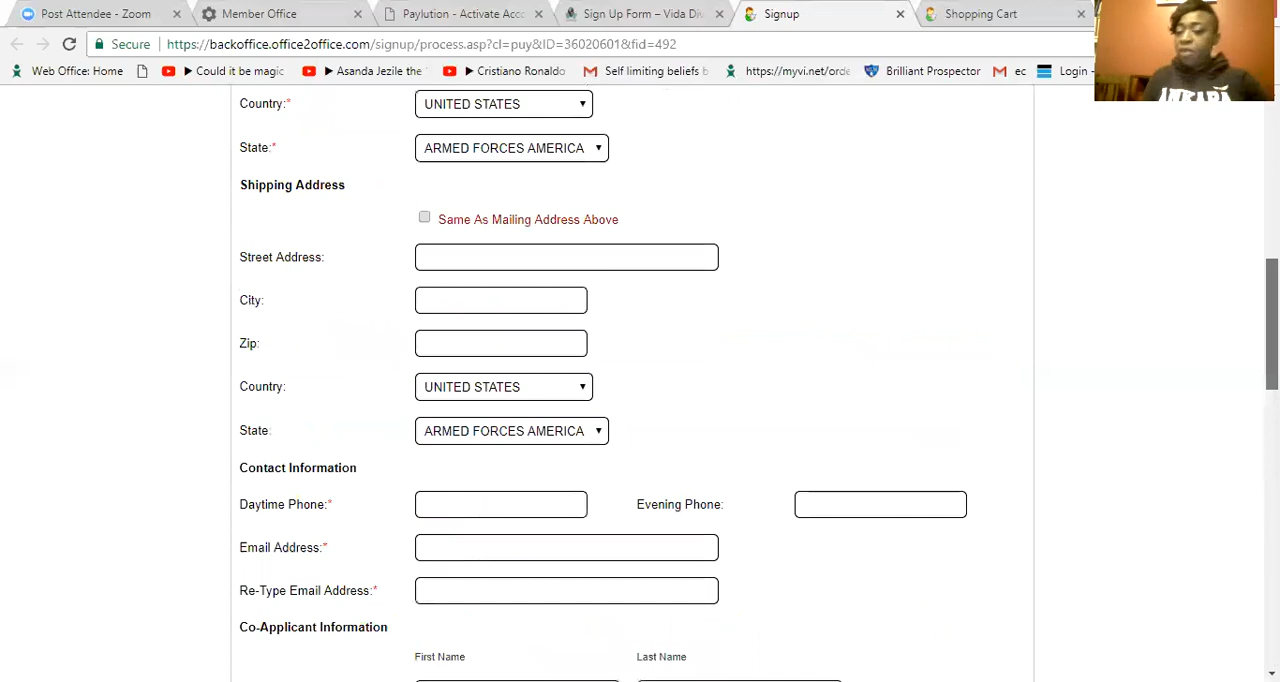 Post Attendee - Zoom
Member Office
Paylution - Activate Acco
Sign Up Form – Vida Div
Signup
Shopping Cart
Secure
https://backoffice.office2office.com/signup/process.asp?cl=puy&ID=36020601&fid=492
Web Office: Home
Could it be magic
Asanda Jezile the
Cristiano Ronaldo
Self limiting beliefs b
https://myvi.net/orde
Brilliant Prospector
ec
Login -
Country:*
UNITED STATES
State:*
ARMED FORCES AMERICA
Shipping Address
Same As Mailing Address Above
Street Address:
City:
Zip:
Country:
UNITED STATES
State:
ARMED FORCES AMERICA
Contact Information
Daytime Phone:*
Evening Phone:
Email Address:*
Re-Type Email Address:*
Co-Applicant Information
First Name
Last Name